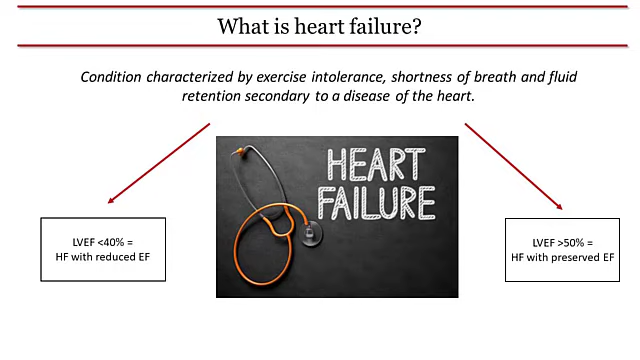 What is heart failure?
Condition characterized by exercise intolerance, shortness of breath and fluid
retention secondary to a disease of the heart.
HEART
FAILURE
LVEF <40% =
HF with reduced EF
LVEF >50% =
HF with preserved EF